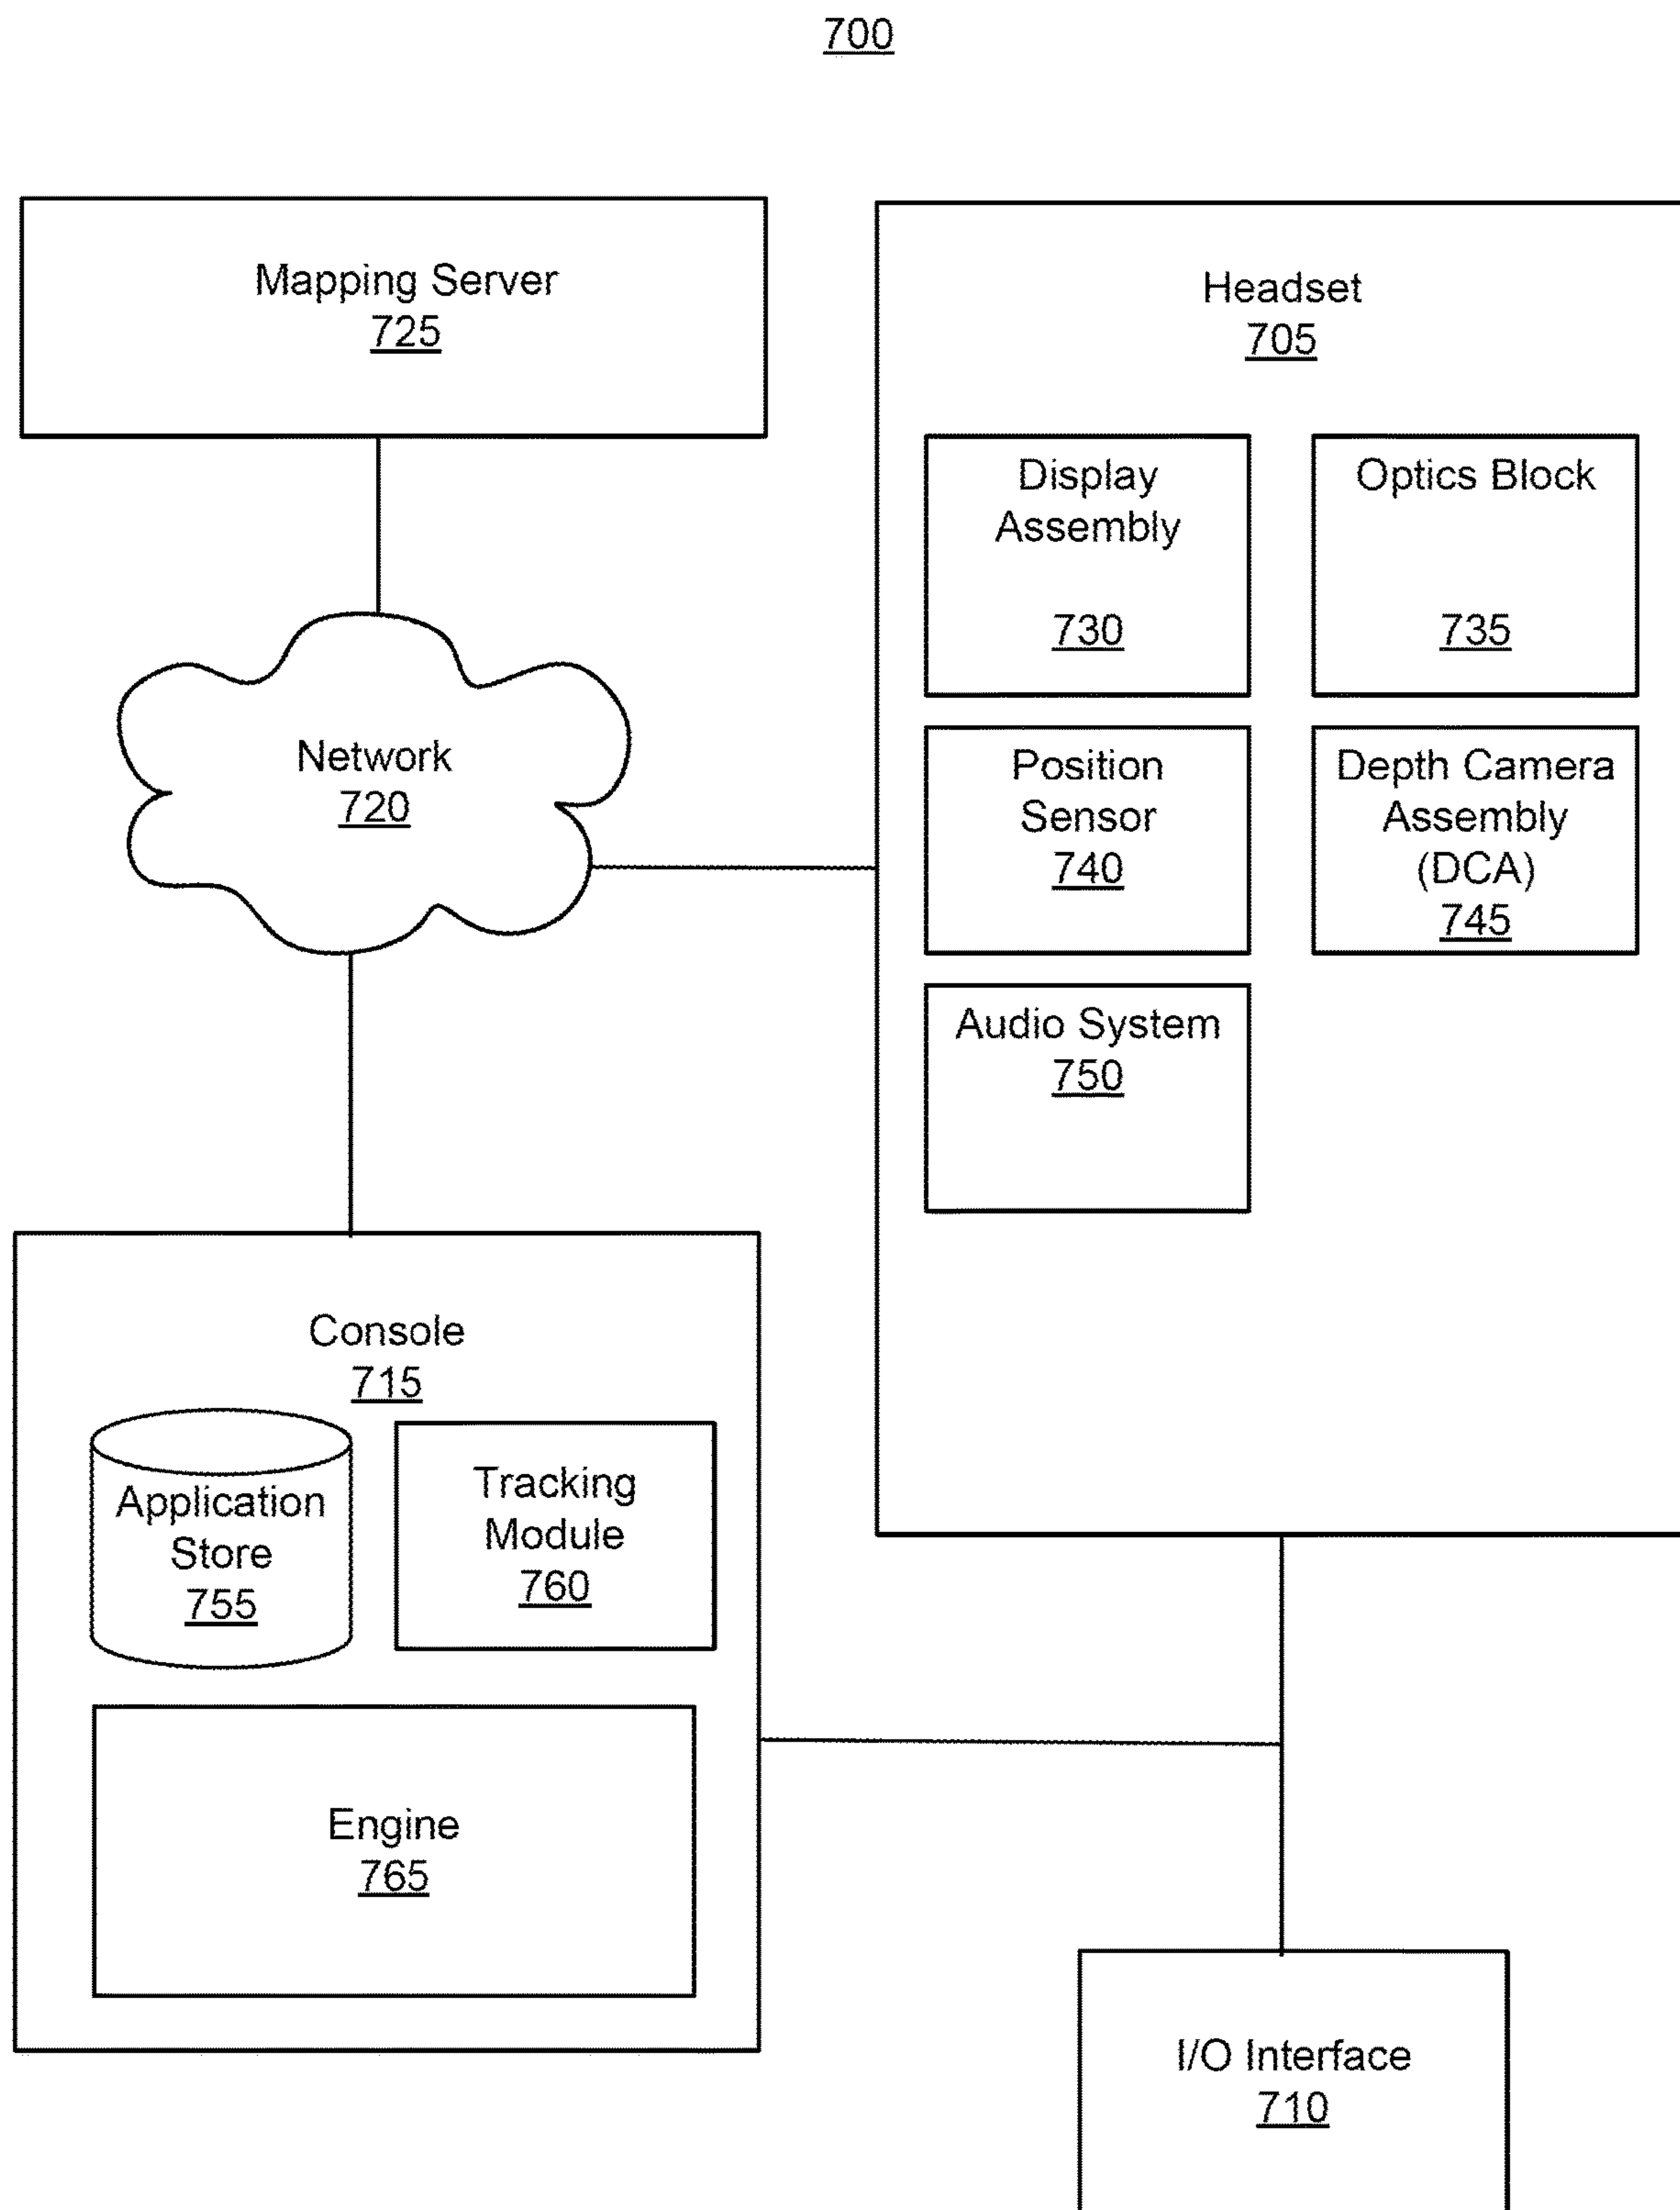 700
Mapping Server
725
Headset
705
Display
Assembly
730
Optics Block
735
Position
Sensor
740
Depth Camera
Assembly
(DCA)
745
Audio System
750
Network
720
Console
715
Application
Store
755
Tracking
Module
760
Engine
765
I/O Interface
710